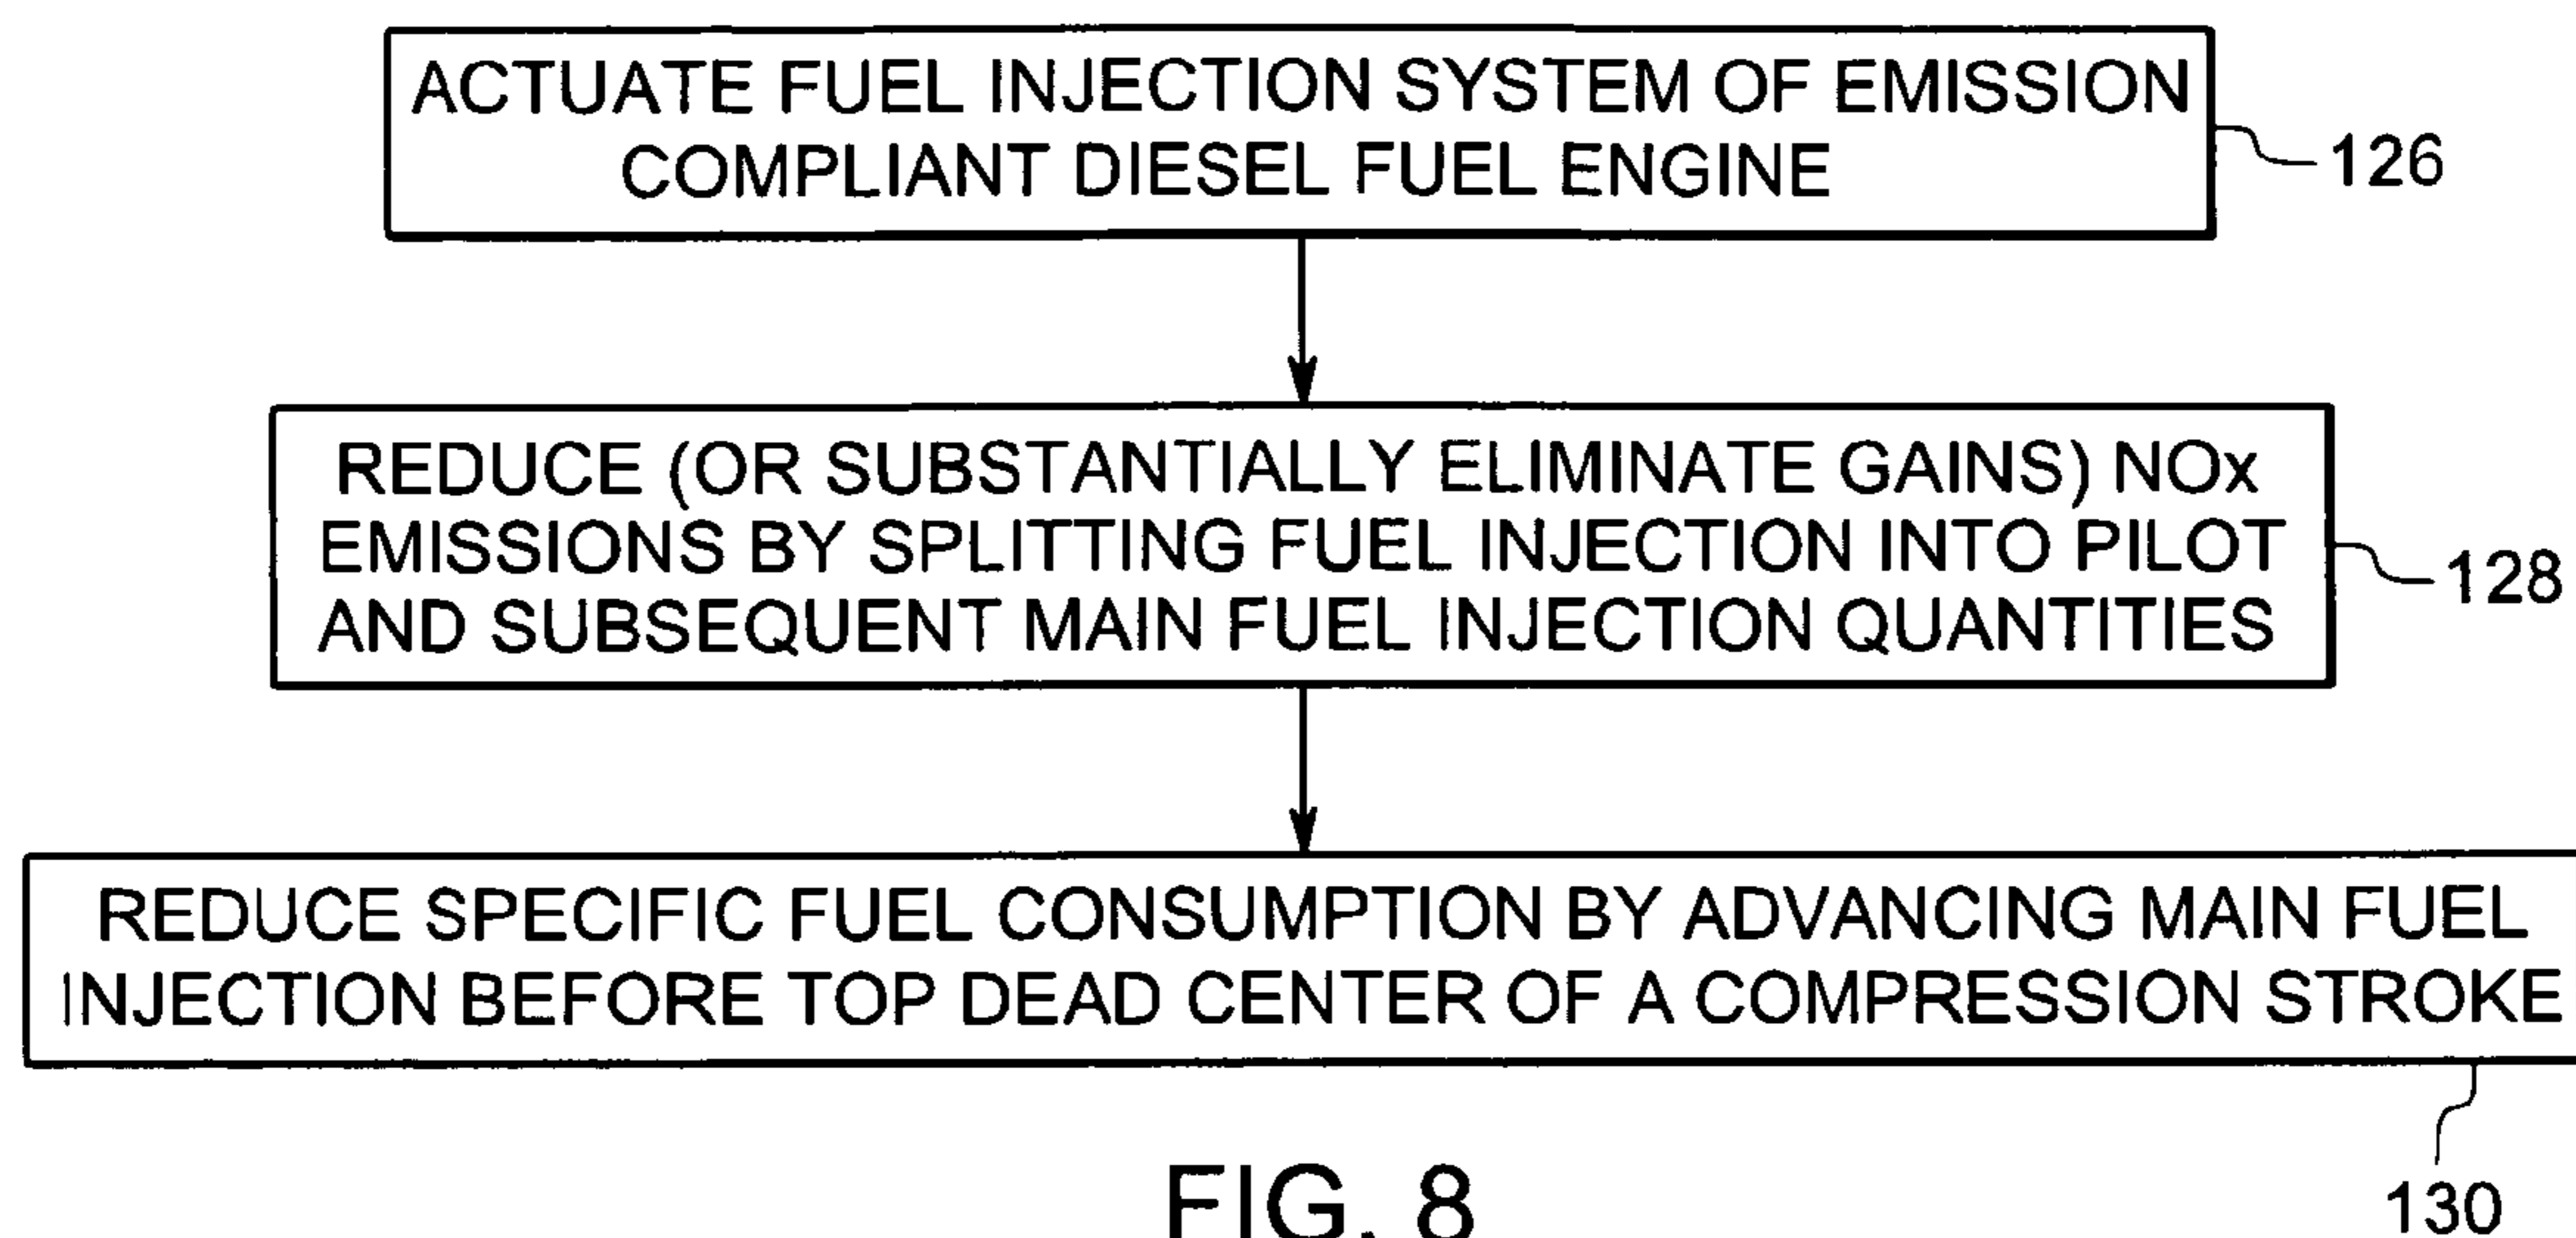 ACTUATE FUEL INJECTION SYSTEM OF EMISSION
COMPLIANT DIESEL FUEL ENGINE
126
REDUCE (OR SUBSTANTIALLY ELIMINATE GAINS) NOx
EMISSIONS BY SPLITTING FUEL INJECTION INTO PILOT
AND SUBSEQUENT MAIN FUEL INJECTION QUANTITIES
128
REDUCE SPECIFIC FUEL CONSUMPTION BY ADVANCING MAIN FUEL
INJECTION BEFORE TOP DEAD CENTER OF A COMPRESSION STROKE
130
FIG. 8